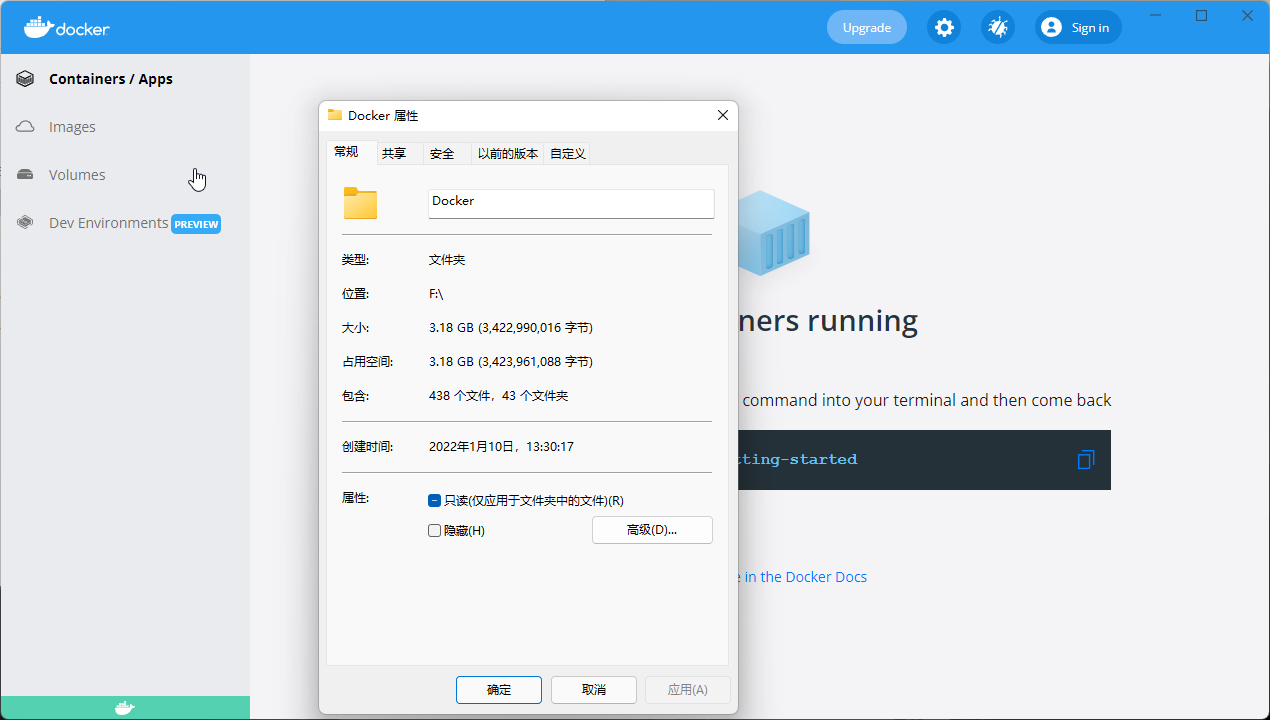 docker
Upgrade
Sign in
Containers / Apps
Images
Volumes
Dev Environments PREVIEW
Docker 属性
常规 共享 安全 以前的版本 自定义
Docker
类型: 文件夹
位置: F:\
大小: 3.18 GB (3,422,990,016 字节)
占用空间: 3.18 GB (3,423,961,088 字节)
包含: 438 个文件，43 个文件夹
创建时间: 2022年1月10日，13:30:17
属性: 只读(仅应用于文件夹中的文件)(R)
隐藏(H) 高级(D)...
确定 取消 应用(A)
ners running
command into your terminal and then come back
tting-started
in the Docker Docs